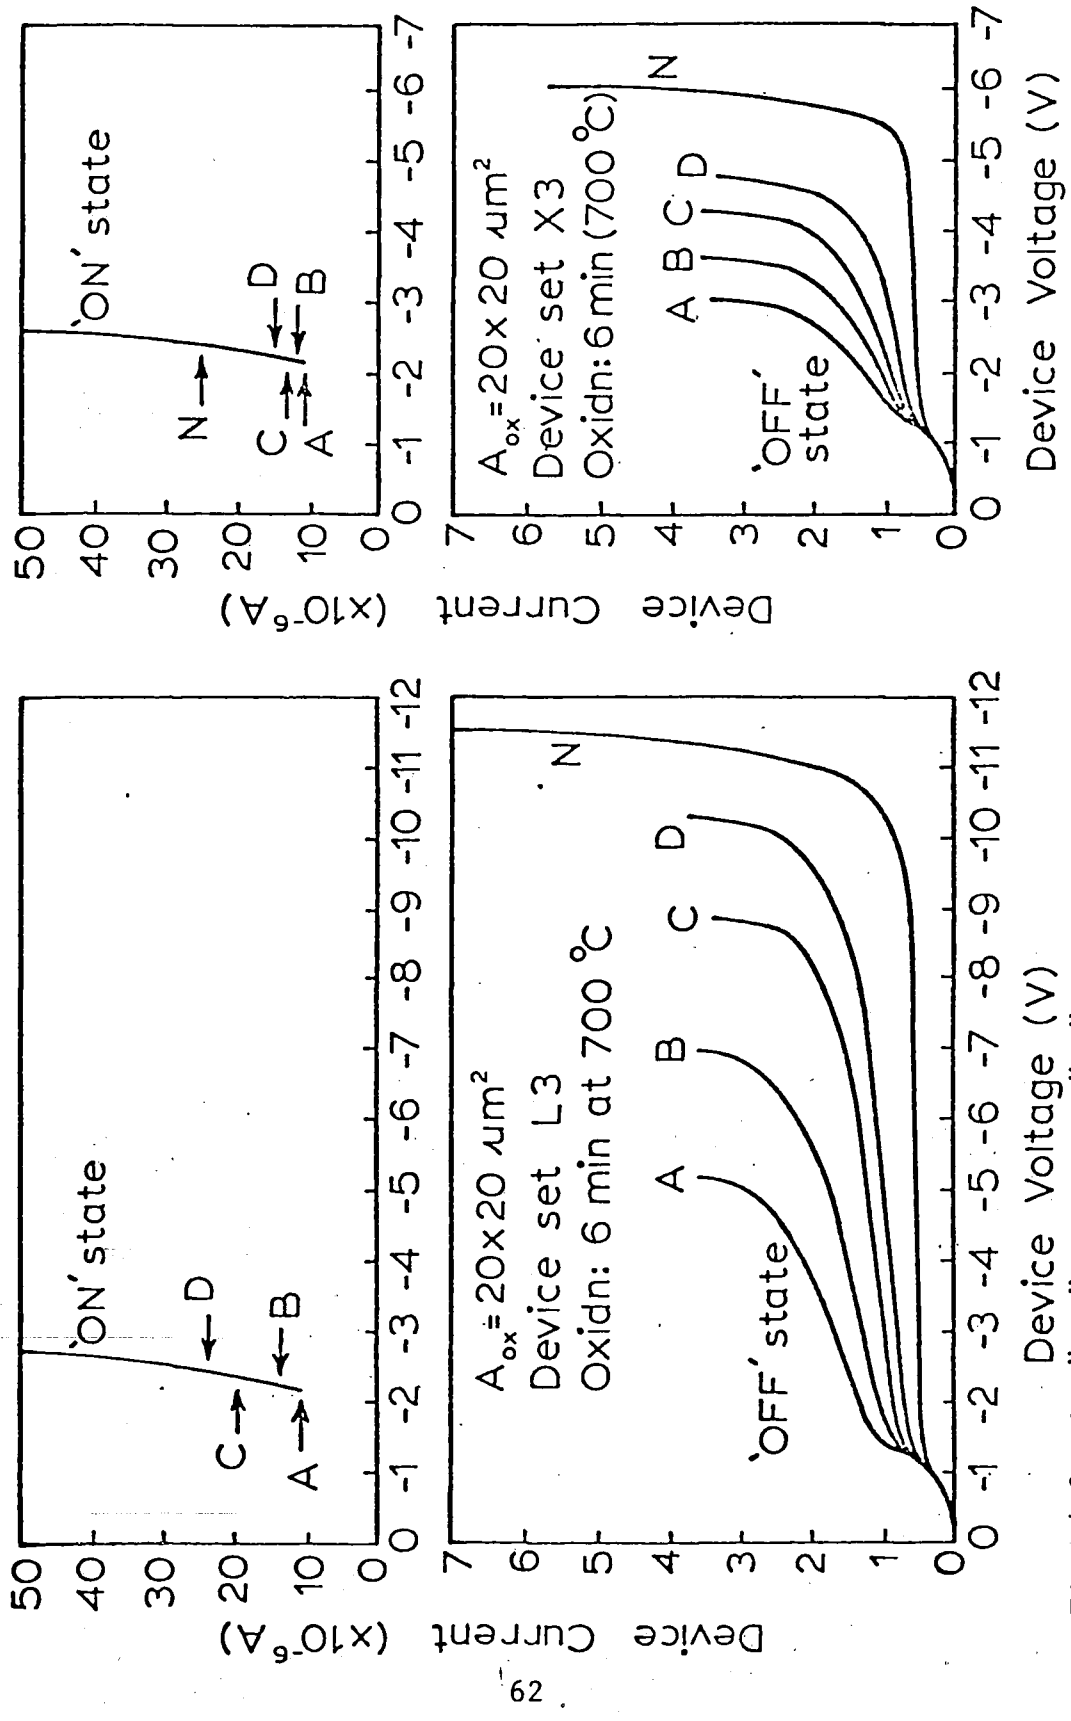 Device Current (x10⁻⁶A)
50
40
30
20
10
0
0 -1 -2 -3 -4 -5 -6 -7 -8 -9 -10 -11 -12
'ON' state
A
B
C
D
7
6
5
4
3
2
1
0
0 -1 -2 -3 -4 -5 -6 -7 -8 -9 -10 -11 -12
Device Voltage (V)
Aox = 20x20 µm²
Device set L3
Oxidn: 6 min at 700 °C
'OFF' state
A
B
C
D
N
Device Current (x10⁻⁶A)
50
40
30
20
10
0
0 -1 -2 -3 -4 -5 -6 -7
'ON' state
N
C
A
D
B
7
6
5
4
3
2
1
0
0 -1 -2 -3 -4 -5 -6 -7
Device Voltage (V)
Aox = 20x20 µm²
Device set X3
Oxidn: 6 min (700 °C)
'OFF'
state
A
B
C
D
N
62